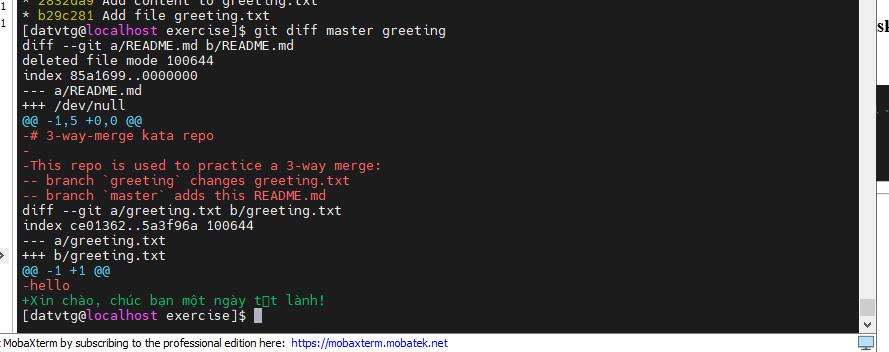 * 2832da9 Add content to greeting.txt
* b29c281 Add file greeting.txt
[datvtg@localhost exercise]$ git diff master greeting
diff --git a/README.md b/README.md
deleted file mode 100644
index 85a1699..0000000
--- a/README.md
+++ /dev/null
@@ -1,5 +0,0 @@
-# 3-way-merge kata repo
-
-This repo is used to practice a 3-way merge:
-- branch `greeting` changes greeting.txt
-- branch `master` adds this README.md
diff --git a/greeting.txt b/greeting.txt
index ce01362..5a3f96a 100644
--- a/greeting.txt
+++ b/greeting.txt
@@ -1 +1 @@
-hello
+Xin chào, chúc bạn một ngày t▯t lành!
[datvtg@localhost exercise]$
MobaXterm by subscribing to the professional edition here: https://mobaxterm.mobatek.net